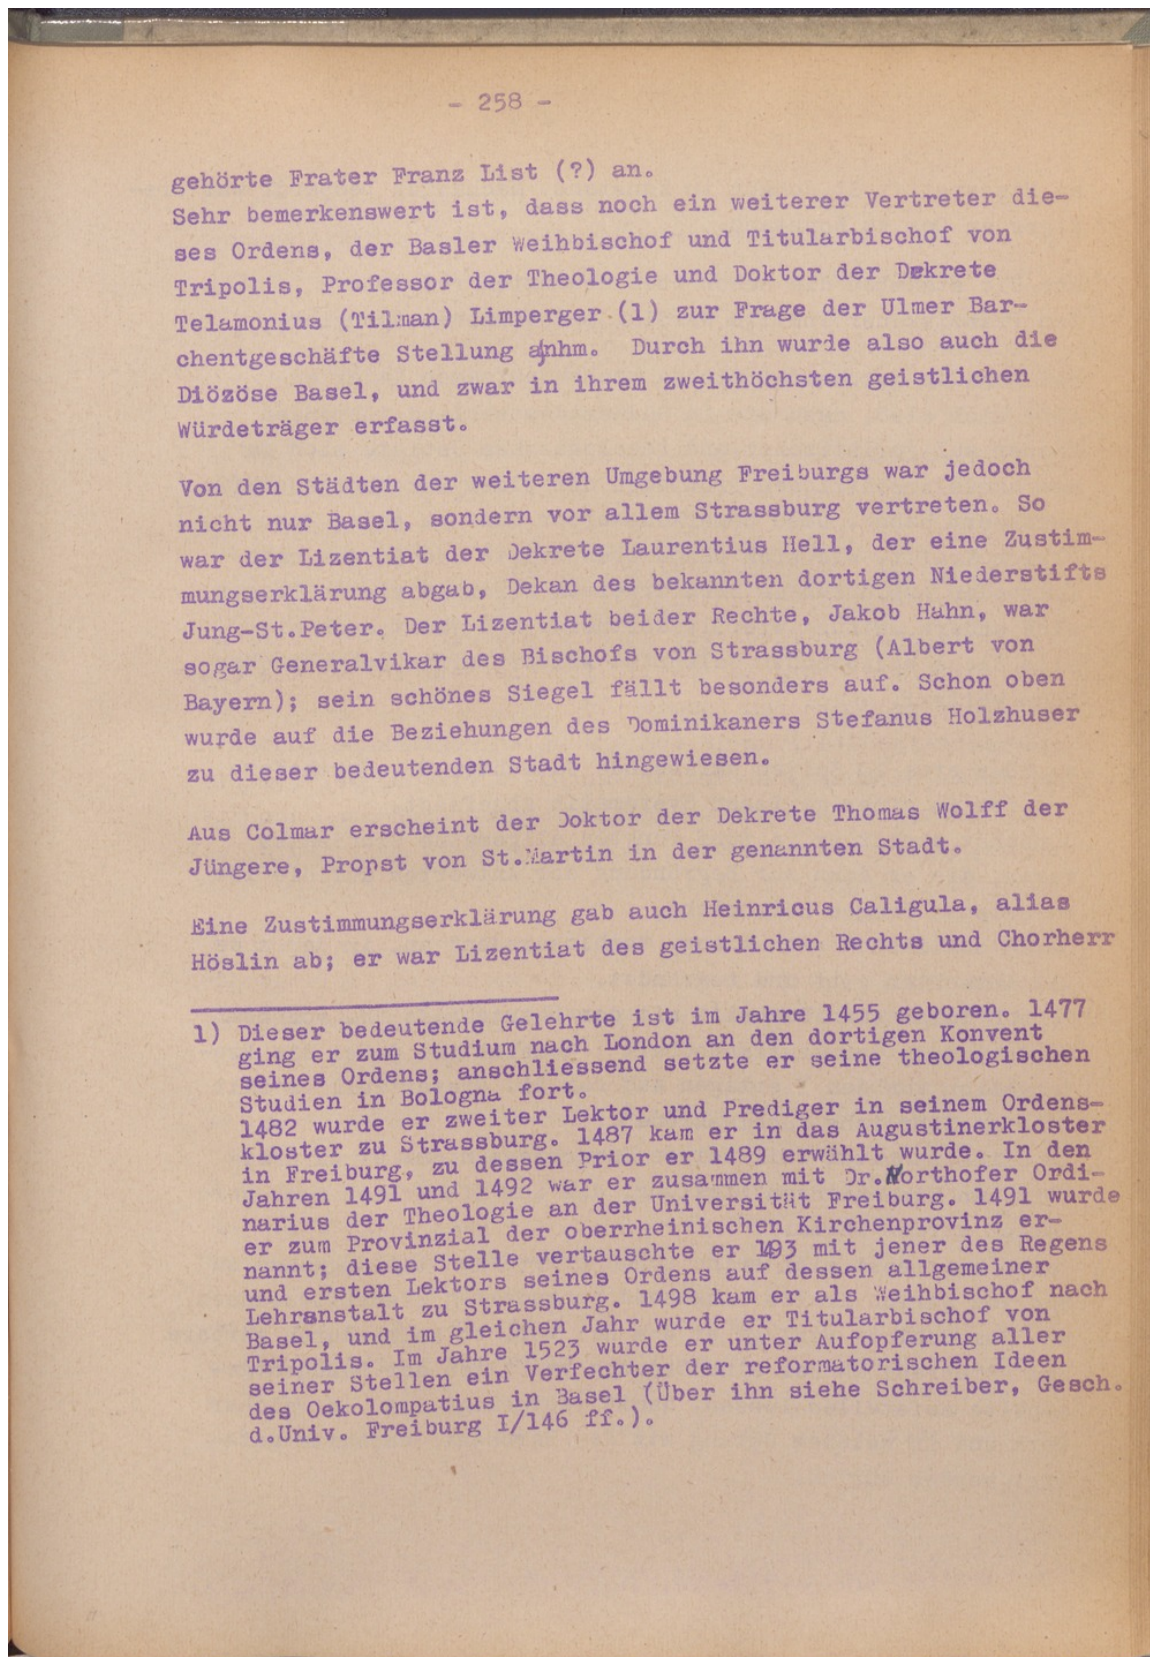 - 258 -
gehörte Frater Franz List (?) an.
Sehr bemerkenswert ist, dass noch ein weiterer Vertreter die-
ses Ordens, der Basler Weihbischof und Titularbischof von
Tripolis, Professor der Theologie und Doktor der Dekrete
Telamonius (Tilman) Limperger (1) zur Frage der Ulmer Bar-
chentgeschäfte Stellung anhm. Durch ihn wurde also auch die
Diözöse Basel, und zwar in ihrem zweithöchsten geistlichen
Würdeträger erfasst.
Von den Städten der weiteren Umgebung Freiburgs war jedoch
nicht nur Basel, sondern vor allem Strassburg vertreten. So
war der Lizentiat der Dekrete Laurentius Hell, der eine Zustim-
mungserklärung abgab, Dekan des bekannten dortigen Niederstifts
Jung-St.Peter. Der Lizentiat beider Rechte, Jakob Hahn, war
sogar Generalvikar des Bischofs von Strassburg (Albert von
Bayern); sein schönes Siegel fällt besonders auf. Schon oben
wurde auf die Beziehungen des Dominikaners Stefanus Holzhuser
zu dieser bedeutenden Stadt hingewiesen.
Aus Colmar erscheint der Doktor der Dekrete Thomas Wolff der
Jüngere, Propst von St.Martin in der genannten Stadt.
Eine Zustimmungserklärung gab auch Heinricus Caligula, alias
Höslin ab; er war Lizentiat des geistlichen Rechts und Chorherr
1) Dieser bedeutende Gelehrte ist im Jahre 1455 geboren. 1477
ging er zum Studium nach London an den dortigen Konvent
seines Ordens; anschliessend setzte er seine theologischen
Studien in Bologna fort.
1482 wurde er zweiter Lektor und Prediger in seinem Ordens-
kloster zu Strassburg. 1487 kam er in das Augustinerkloster
in Freiburg, zu dessen Prior er 1489 erwählt wurde. In den
Jahren 1491 und 1492 war er zusammen mit Dr.Northofer Ordi-
narius der Theologie an der Universität Freiburg. 1491 wurde
er zum Provinzial der oberrheinischen Kirchenprovinz er-
nannt; diese Stelle vertauschte er 1493 mit jener des Regens
und ersten Lektors seines Ordens auf dessen allgemeiner
Lehranstalt zu Strassburg. 1498 kam er als Weihbischof nach
Basel, und im gleichen Jahr wurde er Titularbischof von
Tripolis. Im Jahre 1523 wurde er unter Aufopferung aller
seiner Stellen ein Verfechter der reformatorischen Ideen
des Oekolompatius in Basel (Über ihn siehe Schreiber, Gesch.
d.Univ. Freiburg I/146 ff.).